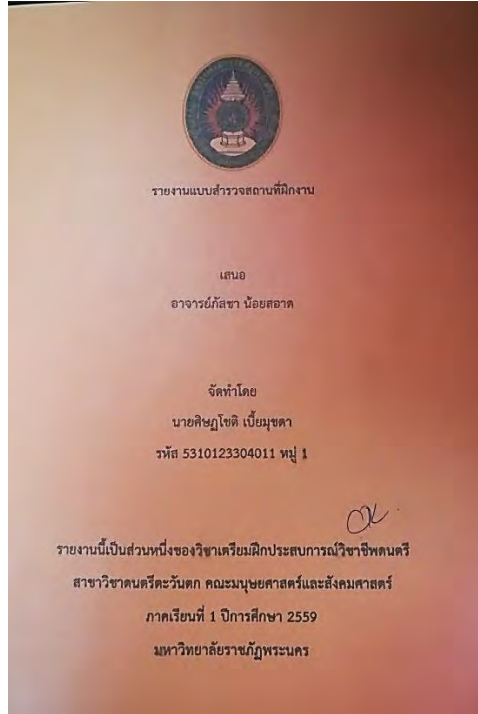 รายงานแบบสำรวจสถานที่ฝึกงาน
เสนอ
อาจารย์ภัสชา น้อยสอาด
จัดทำโดย
นายศิษฏโชติ เบี้ยมุขดา
รหัส 5310123304011 หมู่ 1
รายงานนี้เป็นส่วนหนึ่งของวิชาเตรียมฝึกประสบการณ์วิชาชีพดนตรี
สาขาวิชาดนตรีตะวันตก คณะมนุษยศาสตร์และสังคมศาสตร์
ภาคเรียนที่ 1 ปีการศึกษา 2559
มหาวิทยาลัยราชภัฏพระนคร